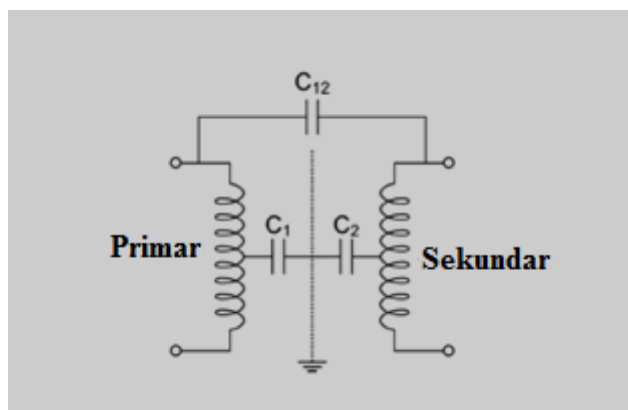 C₁₂
C₁ C₂
Primar
Sekundar